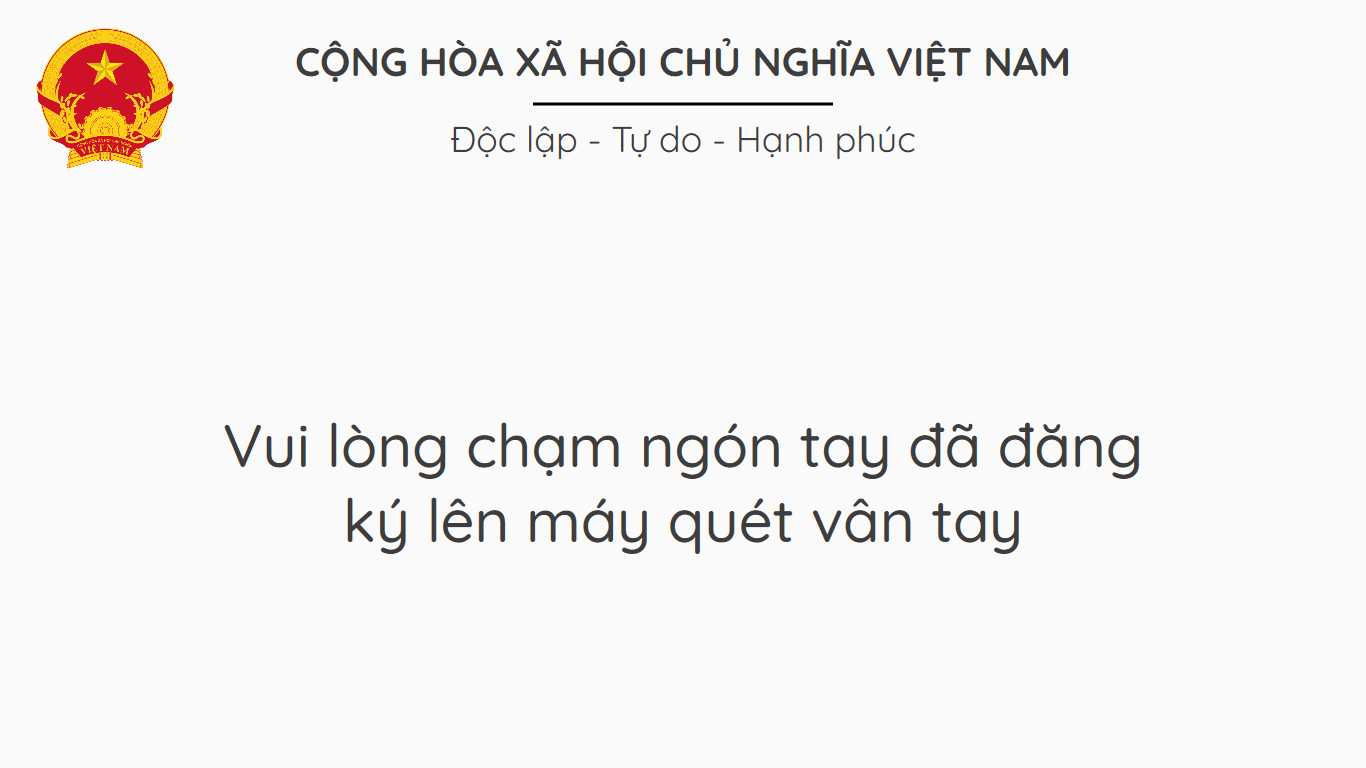 CỘNG HÒA XÃ HỘI CHỦ NGHĨA VIỆT NAM
Độc lập - Tự do - Hạnh phúc
VIỆT NAM
Vui lòng chạm ngón tay đã đăng
ký lên máy quét vân tay